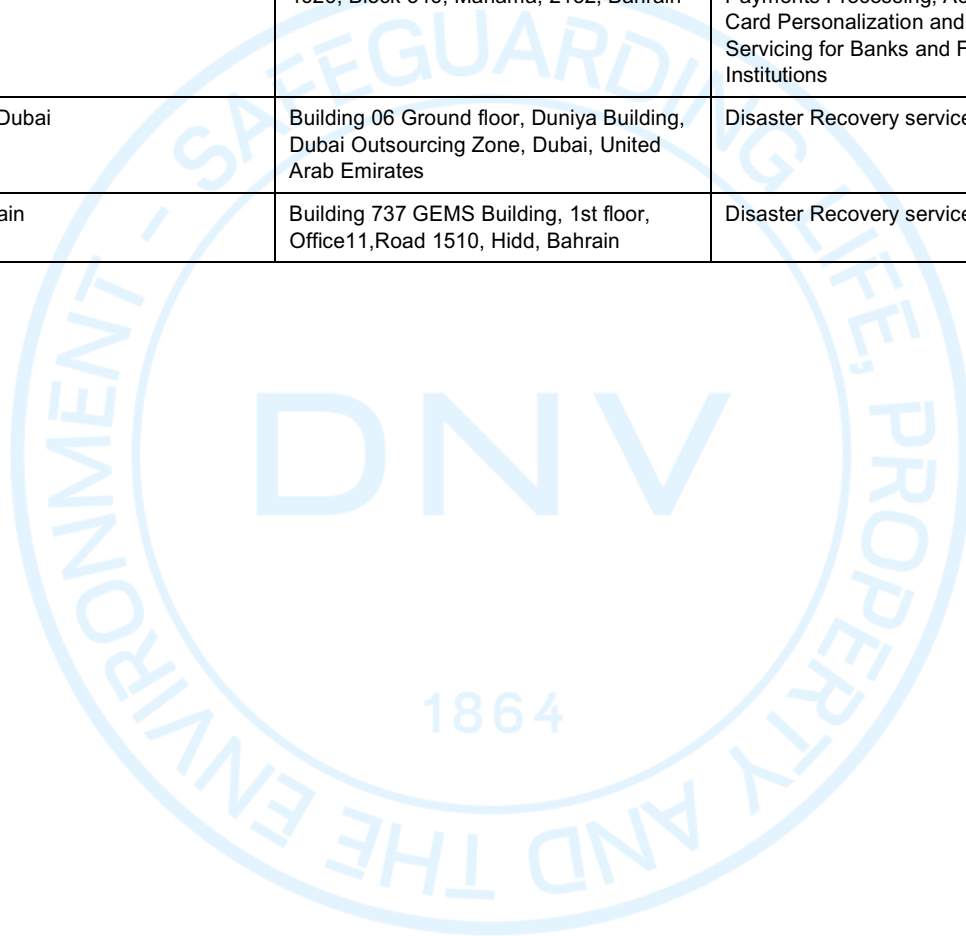 Card Personalization and
Servicing for Banks and F
Institutions
Dubai
Building 06 Ground floor, Duniya Building,
Dubai Outsourcing Zone, Dubai, United
Arab Emirates
Disaster Recovery service
ain
Building 737 GEMS Building, 1st floor,
Office11,Road 1510, Hidd, Bahrain
Disaster Recovery service
SAFEGUARDING LIFE, PROPERTY AND THE ENVIRONMENT -
DNV
1864